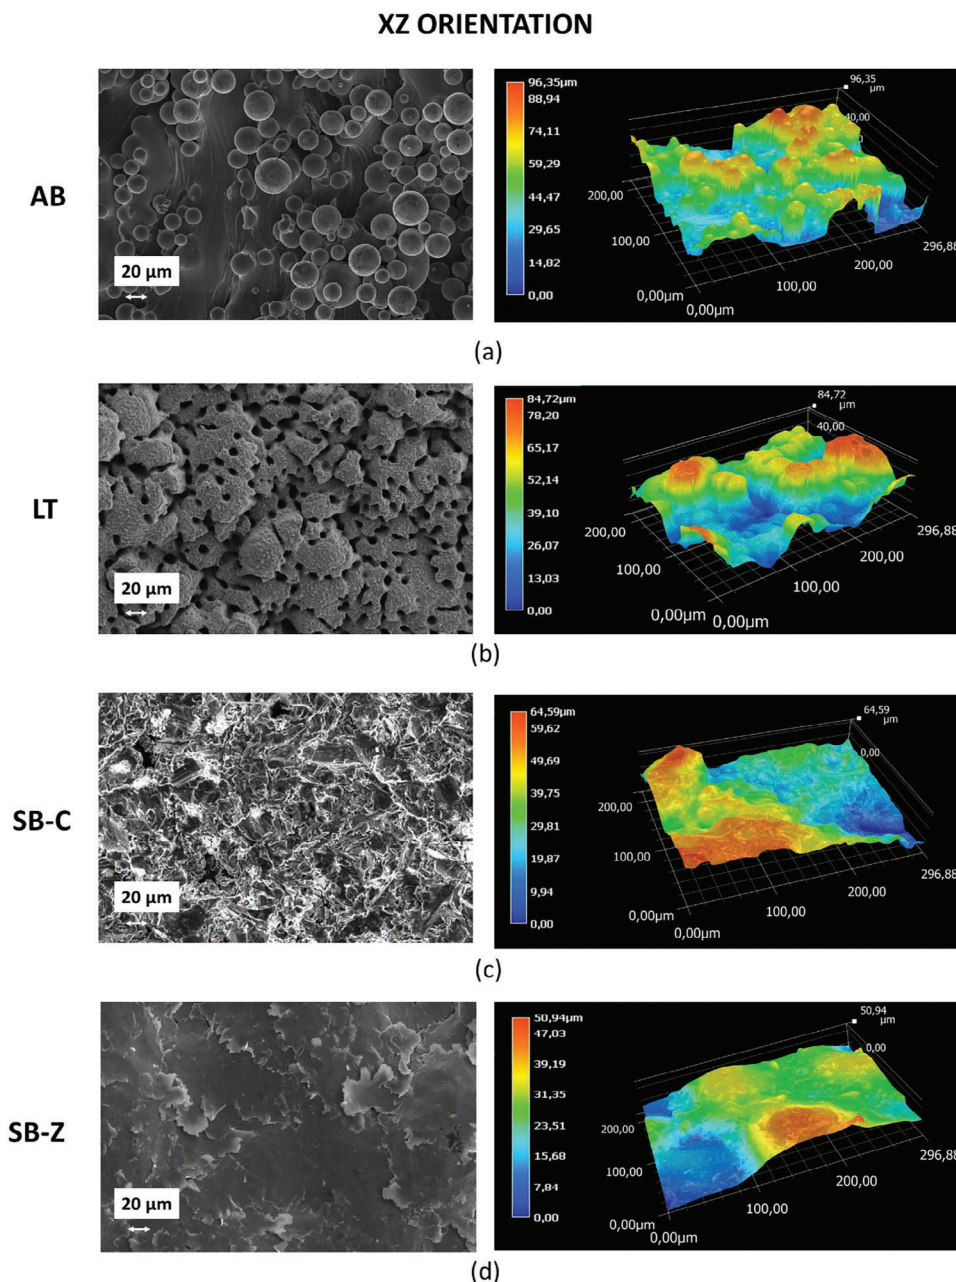 XZ ORIENTATION
AB
20 µm
96,35µm
88,94
74,11
59,29
44,47
29,65
14,82
0,00
96,35
µm
40,00
200,00
100,00
0,00µm
0,00µm
100,00
200,00
296,88
(a)
LT
20 µm
84,72µm
78,20
65,17
52,14
39,10
26,07
13,03
0,00
84,72
µm
40,00
200,00
100,00
0,00µm
0,00µm
100,00
200,00
296,88
(b)
SB-C
20 µm
64,59µm
59,62
49,69
39,75
29,81
19,87
9,94
0,00
64,59
µm
0,00
200,00
100,00
0,00µm
0,00µm
100,00
200,00
296,88
(c)
SB-Z
20 µm
50,94µm
47,03
39,19
31,35
23,51
15,68
7,84
0,00
50,94
µm
0,00
200,00
100,00
0,00µm
0,00µm
100,00
200,00
296,88
(d)